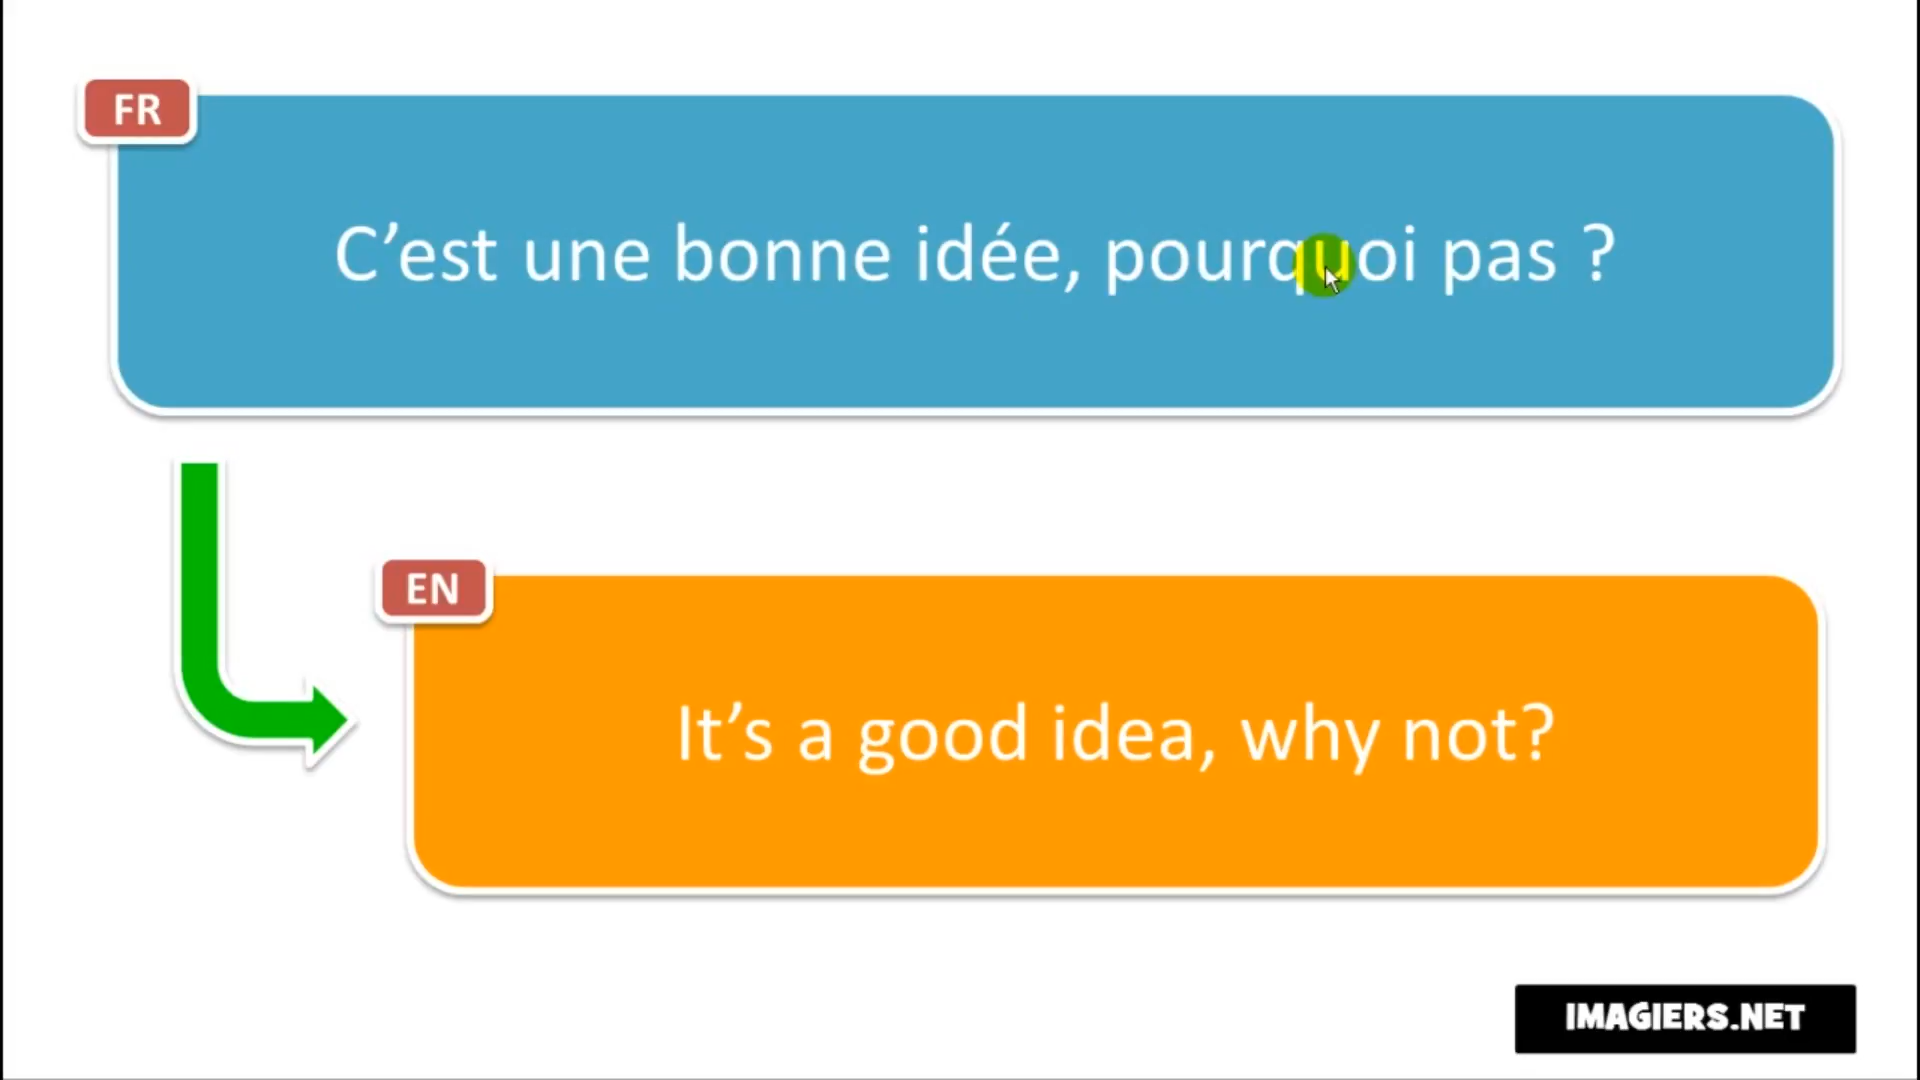 FR
C’est une bonne idée, pourquoi pas ?
EN
It’s a good idea, why not?
IMAGIERS.NET